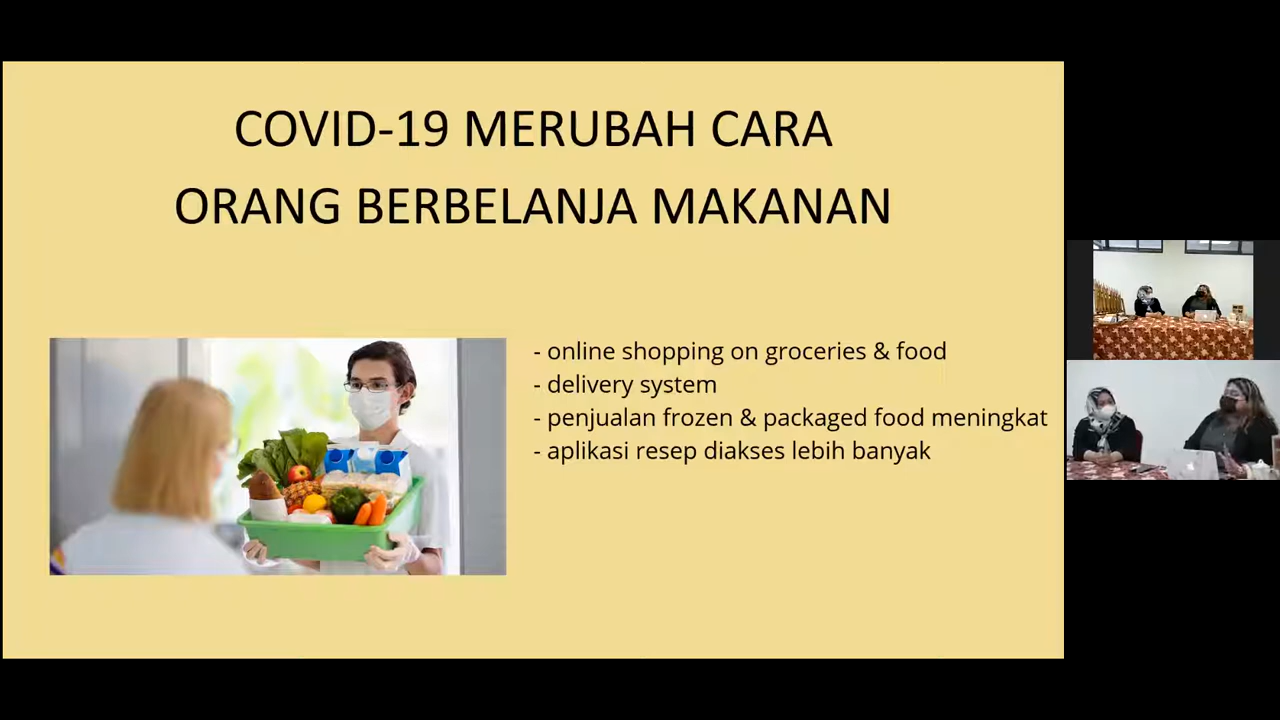 COVID-19 MERUBAH CARA
ORANG BERBELANJA MAKANAN
- online shopping on groceries & food
- delivery system
- penjualan frozen & packaged food meningkat
- aplikasi resep diakses lebih banyak